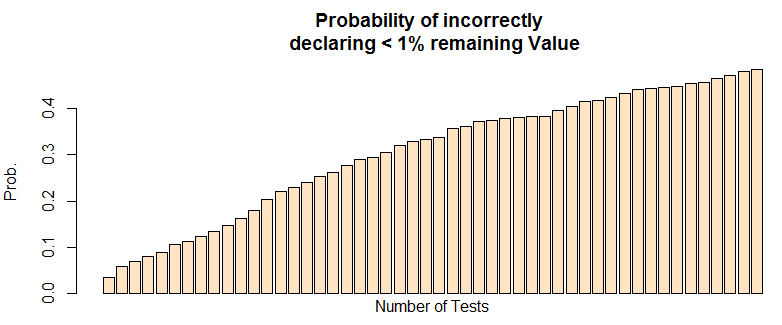 Probability of incorrectly
declaring < 1% remaining Value
Prob.
0.4
0.3
0.2
0.1
0.0
Number of Tests